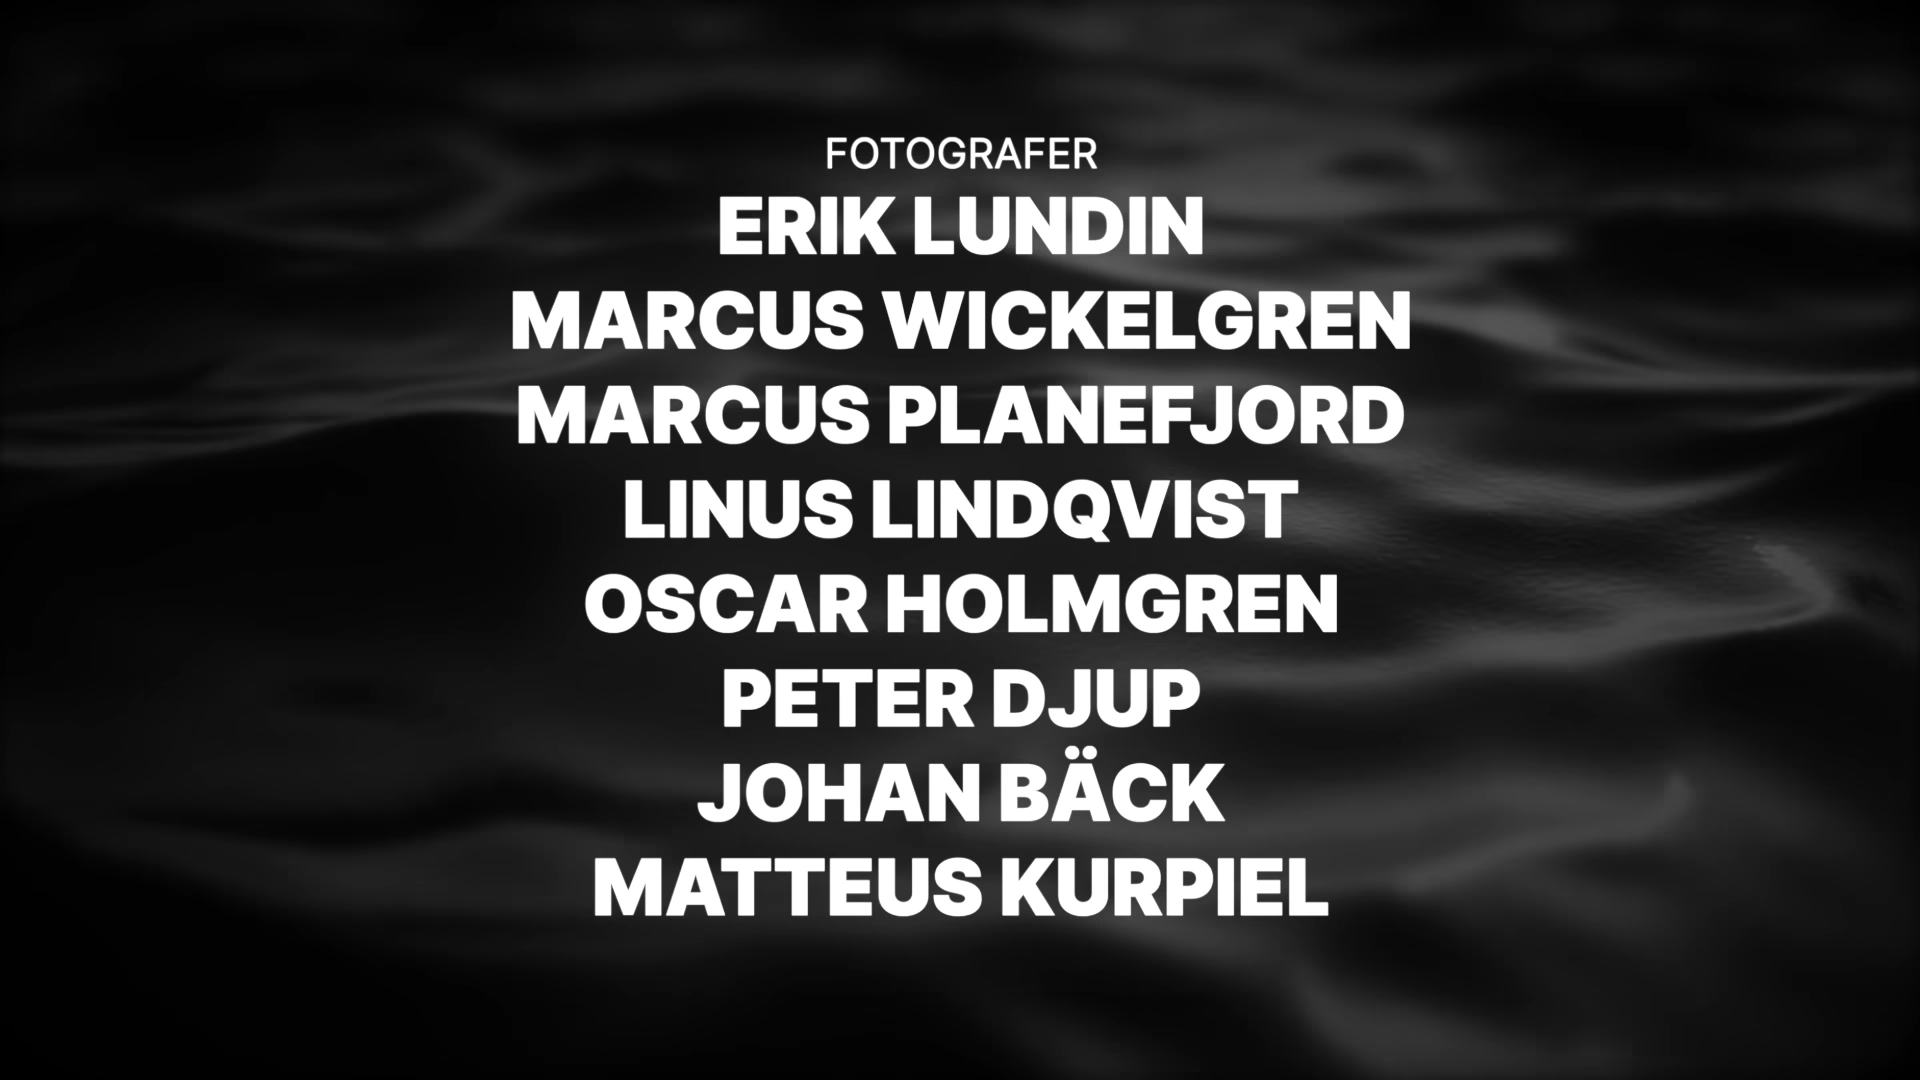 FOTOGRAFER
ERIK LUNDIN
MARCUS WICKELGREN
MARCUS PLANEFJORD
LINUS LINDQVIST
OSCAR HOLMGREN
PETER DJUP
JOHAN BÄCK
MATTEUS KURPIEL